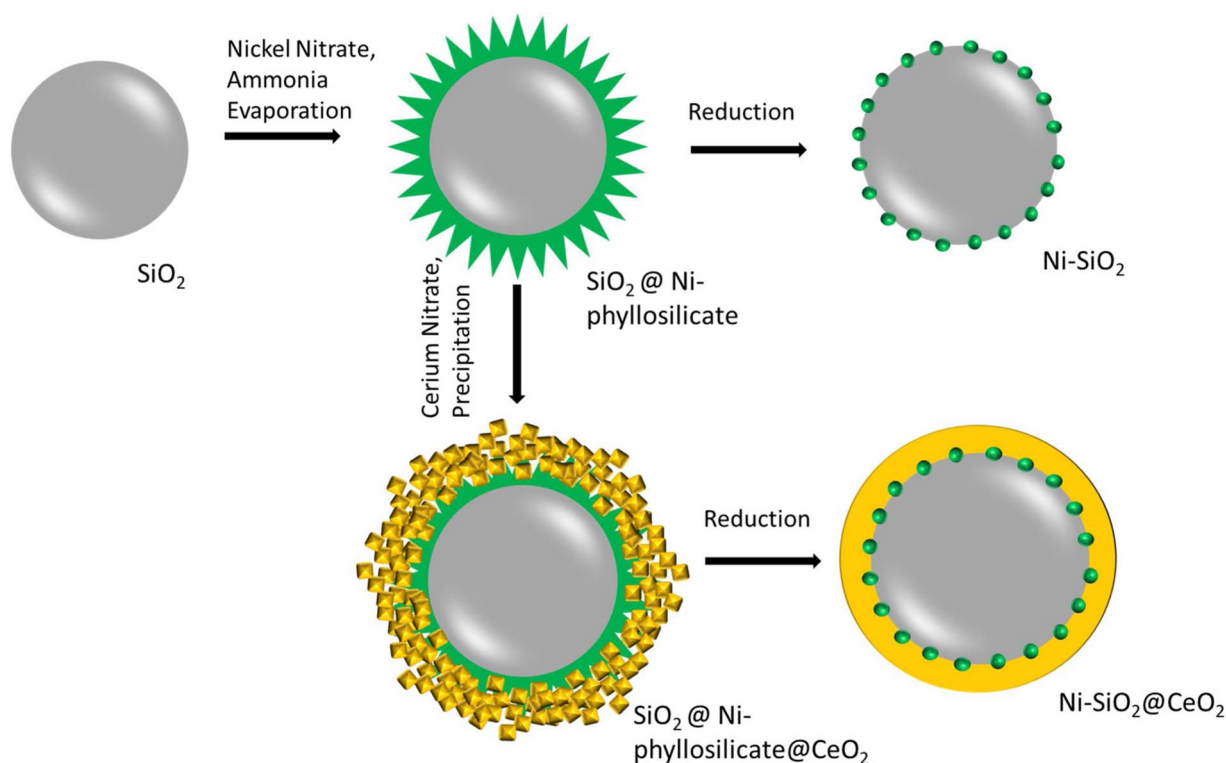 Nickel Nitrate,
Ammonia
Evaporation
Reduction
SiO₂
SiO₂ @ Ni-
phyllosilicate
Ni-SiO₂
Cerium Nitrate,
Precipitation
Reduction
SiO₂ @ Ni-
phyllosilicate@CeO₂
Ni-SiO₂@CeO₂